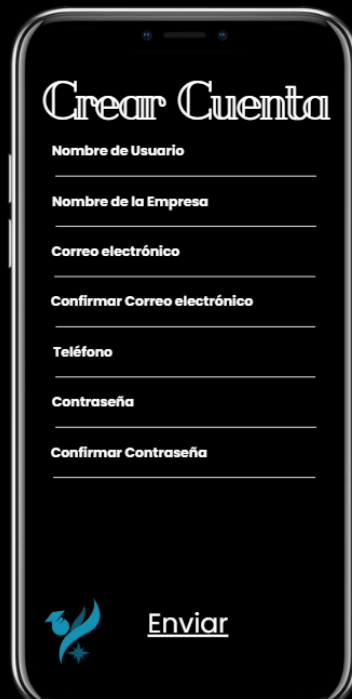 Crear Cuenta
Nombre de Usuario
Nombre de la Empresa
Correo electrónico
Confirmar Correo electrónico
Teléfono
Contraseña
Confirmar Contraseña
Enviar